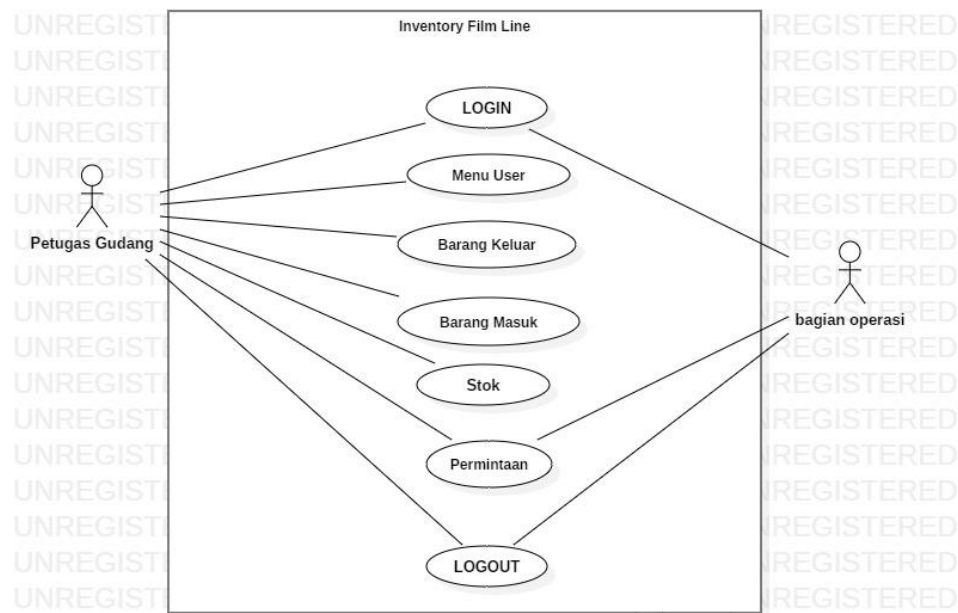 Inventory Film Line
LOGIN
Menu User
Barang Keluar
Barang Masuk
Stok
Permintaan
LOGOUT
Petugas Gudang
bagian operasi
UNREGISTERED